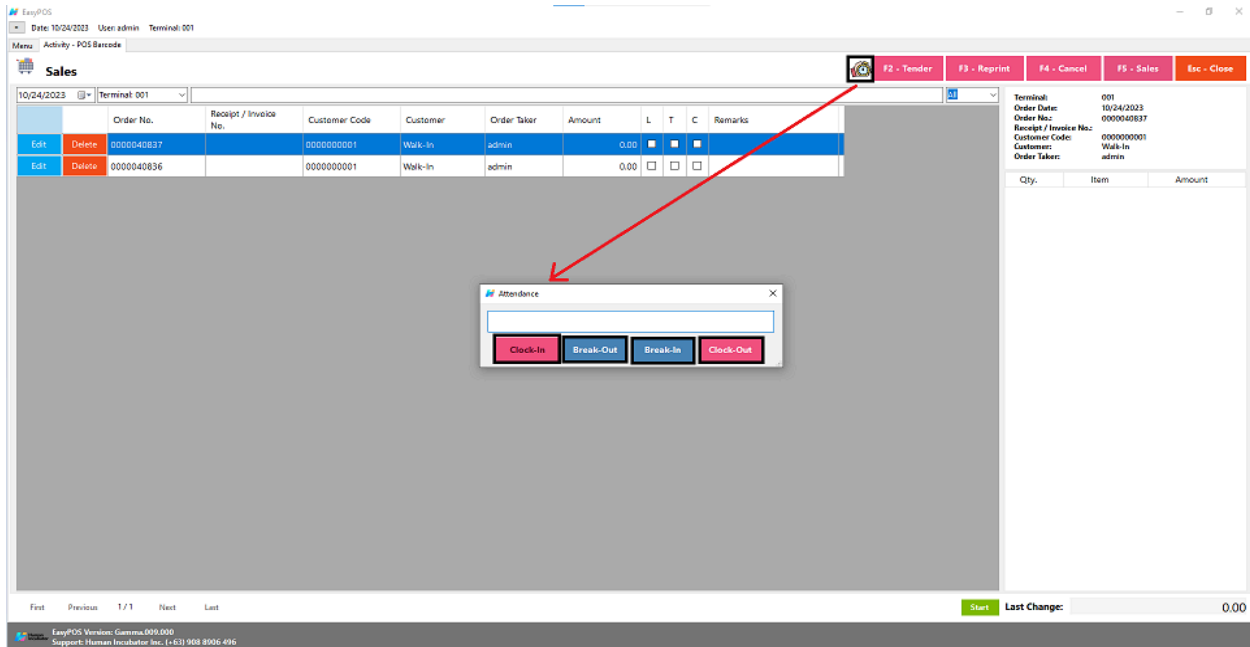 EasyPOS
Date: 10/24/2023 User: admin Terminal: 001
Menu Activity - POS Barcode
Sales
F2 - Tender F3 - Reprint F4 - Cancel F5 - Sales Esc - Close
10/24/2023 Terminal: 001 All
Order No. Receipt / Invoice No. Customer Code Customer Order Taker Amount L T C Remarks
Edit Delete 0000040837 0000000001 Walk-In admin 0.00
Edit Delete 0000040836 0000000001 Walk-In admin 0.00
Terminal: 001
Order Date: 10/24/2023
Order No.: 0000040837
Receipt / Invoice No.:
Customer Code: 0000000001
Customer: Walk-In
Order Taker: admin
Qty. Item Amount
Attendance
Clock-In Break-Out Break-In Clock-Out
First Previous 1 / 1 Next Last
Start Last Change: 0.00
Human Incubator
EasyPOS Version: Gamma.009.000
Support: Human Incubator Inc. (+63) 908 8906 496